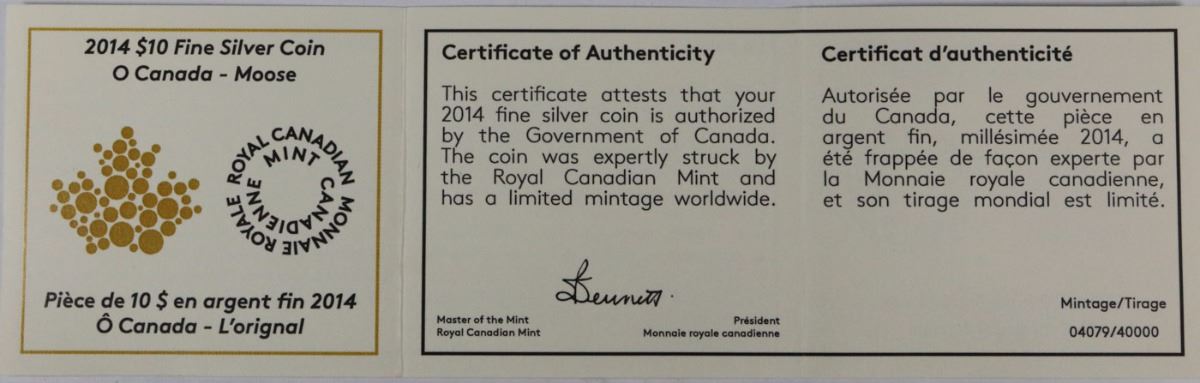 2014 $10 Fine Silver Coin
O Canada - Moose
ROYAL CANADIAN MINT
MONNAIE ROYALE CANADIENNE
Pièce de 10 $ en argent fin 2014
Ô Canada - L'orignal
Certificate of Authenticity
This certificate attests that your
2014 fine silver coin is authorized
by the Government of Canada.
The coin was expertly struck by
the Royal Canadian Mint and
has a limited mintage worldwide.
Bennett
Master of the Mint
Royal Canadian Mint
Président
Monnaie royale canadienne
Certificat d'authenticité
Autorisée par le gouvernement
du Canada, cette pièce en
argent fin, millésimée 2014, a
été frappée de façon experte par
la Monnaie royale canadienne,
et son tirage mondial est limité.
Mintage/Tirage
04079/40000